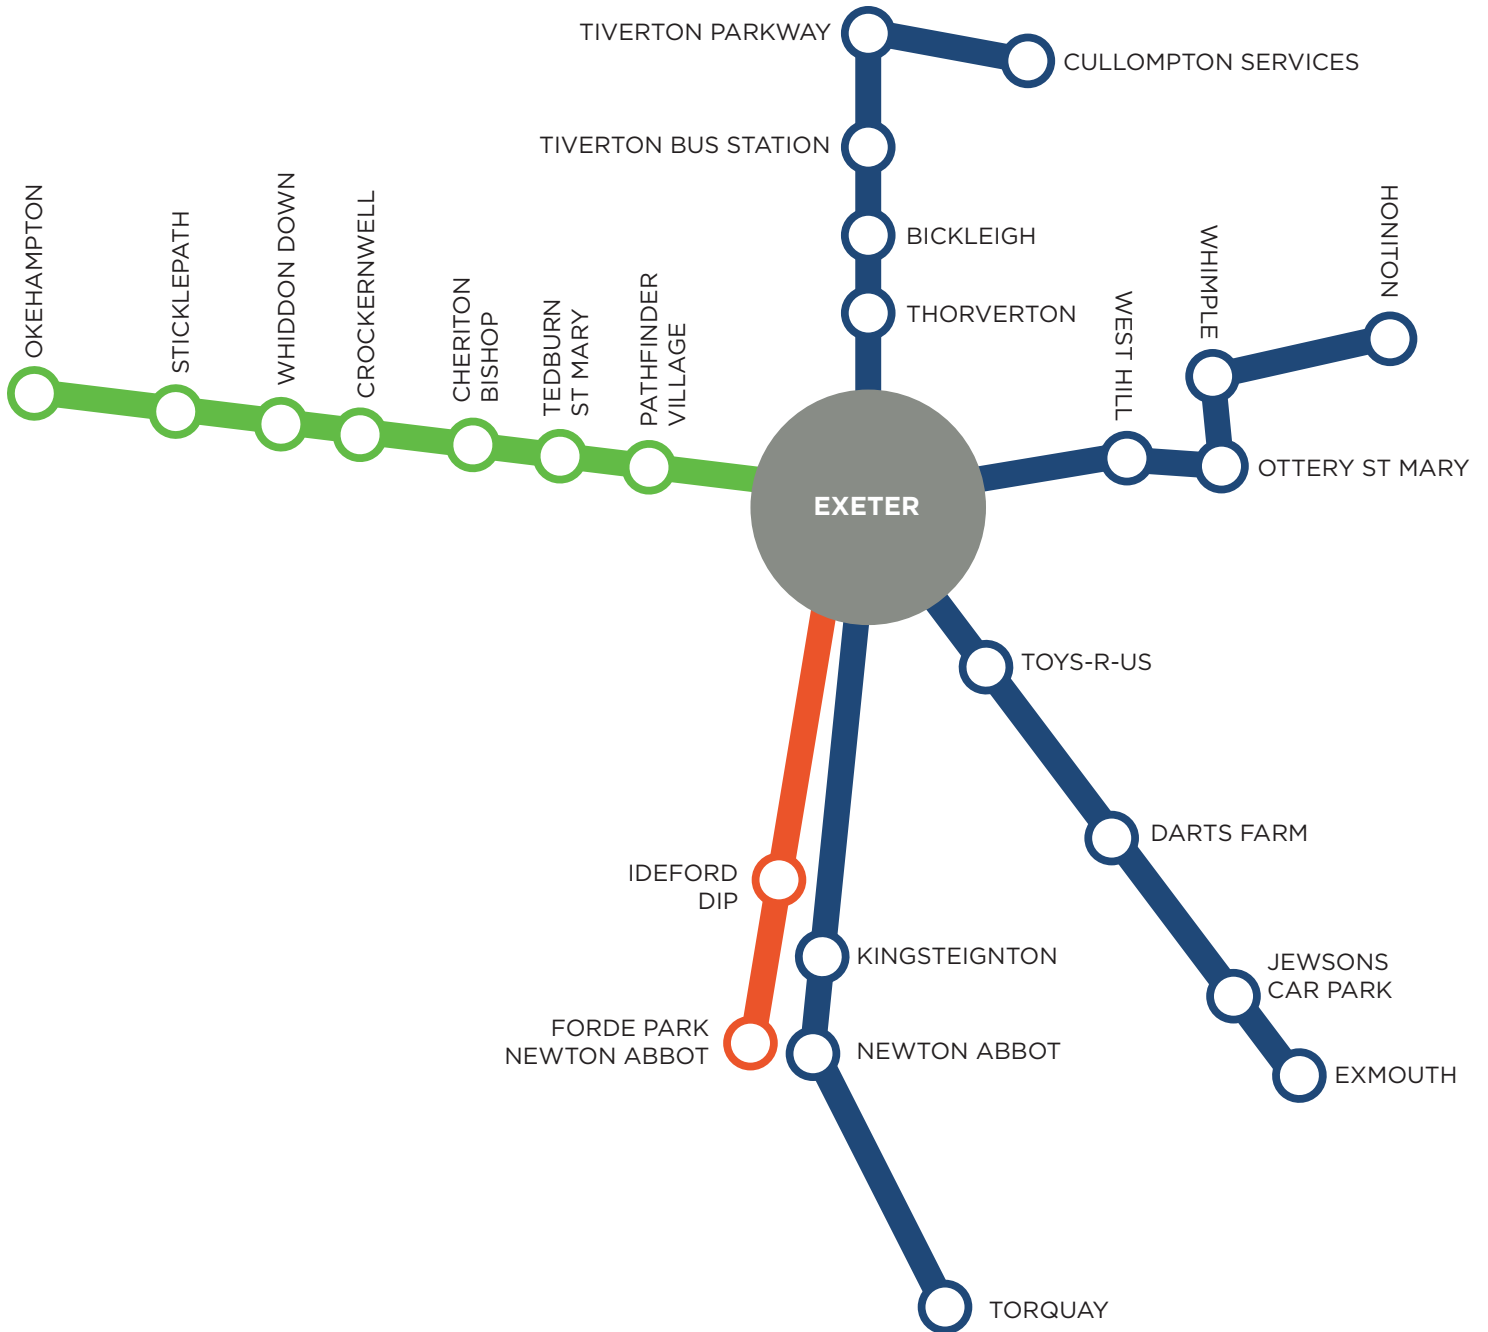 TIVERTON PARKWAY
CULLOMPTON SERVICES
TIVERTON BUS STATION
BICKLEIGH
THORVERTON
OKEHAMPTON
STICKLEPATH
WHIDDON DOWN
CROCKERNWELL
CHERITON
BISHOP
TEDBURN
ST MARY
PATHFINDER
VILLAGE
WEST HILL
WHIMPLE
HONITON
OTTERY ST MARY
EXETER
TOYS-R-US
DARTS FARM
JEWSONS
CAR PARK
EXMOUTH
IDEFORD
DIP
KINGSTEIGNTON
FORDE PARK
NEWTON ABBOT
NEWTON ABBOT
TORQUAY